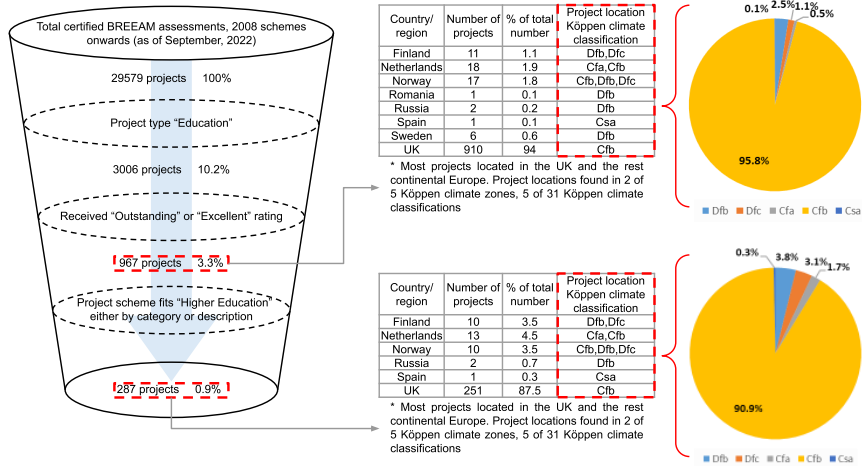 Total certified BREEAM assessments, 2008 schemes
onwards (as of September, 2022)
29579 projects 100%
Project type “Education”
3006 projects 10.2%
Received “Outstanding” or “Excellent” rating
967 projects 3.3%
Project scheme fits “Higher Education”
either by category or description
287 projects 0.9%
Country/ region Number of projects % of total number Project location Köppen climate classification
Finland 11 1.1 Dfb,Dfc
Netherlands 18 1.9 Cfa,Cfb
Norway 17 1.8 Cfb,Dfb,Dfc
Romania 1 0.1 Dfb
Russia 2 0.2 Dfb
Spain 1 0.1 Csa
Sweden 6 0.6 Dfb
UK 910 94 Cfb
* Most projects located in the UK and the rest
continental Europe. Project locations found in 2 of
5 Köppen climate zones, 5 of 31 Köppen climate
classifications
0.1% 2.5% 1.1%
0.5%
95.8%
Dfb Dfc Cfa Cfb Csa
Country/ region Number of projects % of total number Project location Köppen climate classification
Finland 10 3.5 Dfb,Dfc
Netherlands 13 4.5 Cfa,Cfb
Norway 10 3.5 Cfb,Dfb,Dfc
Russia 2 0.7 Dfb
Spain 1 0.3 Csa
UK 251 87.5 Cfb
* Most projects located in the UK and the rest
continental Europe. Project locations found in 2 of
5 Köppen climate zones, 5 of 31 Köppen climate
classifications
0.3% 3.8% 3.1%
1.7%
90.9%
Dfb Dfc Cfa Cfb Csa